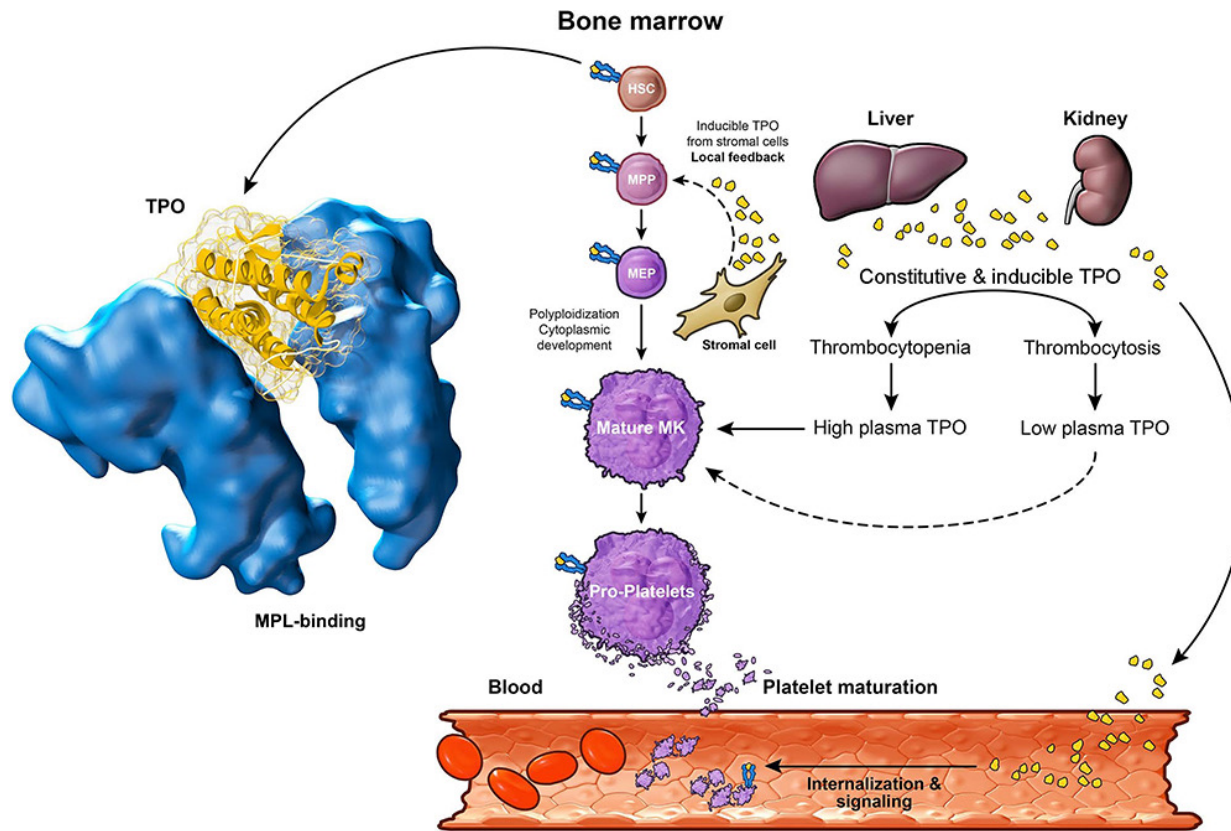 Bone marrow
HSC
Inducible TPO
from stromal cells
Local feedback
Liver
Kidney
MPP
TPO
MEP
Constitutive & inducible TPO
Polyploidization
Cytoplasmic
development
Stromal cell
Thrombocytopenia
Thrombocytosis
Mature MK
High plasma TPO
Low plasma TPO
Pro-Platelets
MPL-binding
Blood
Platelet maturation
Internalization &
signaling